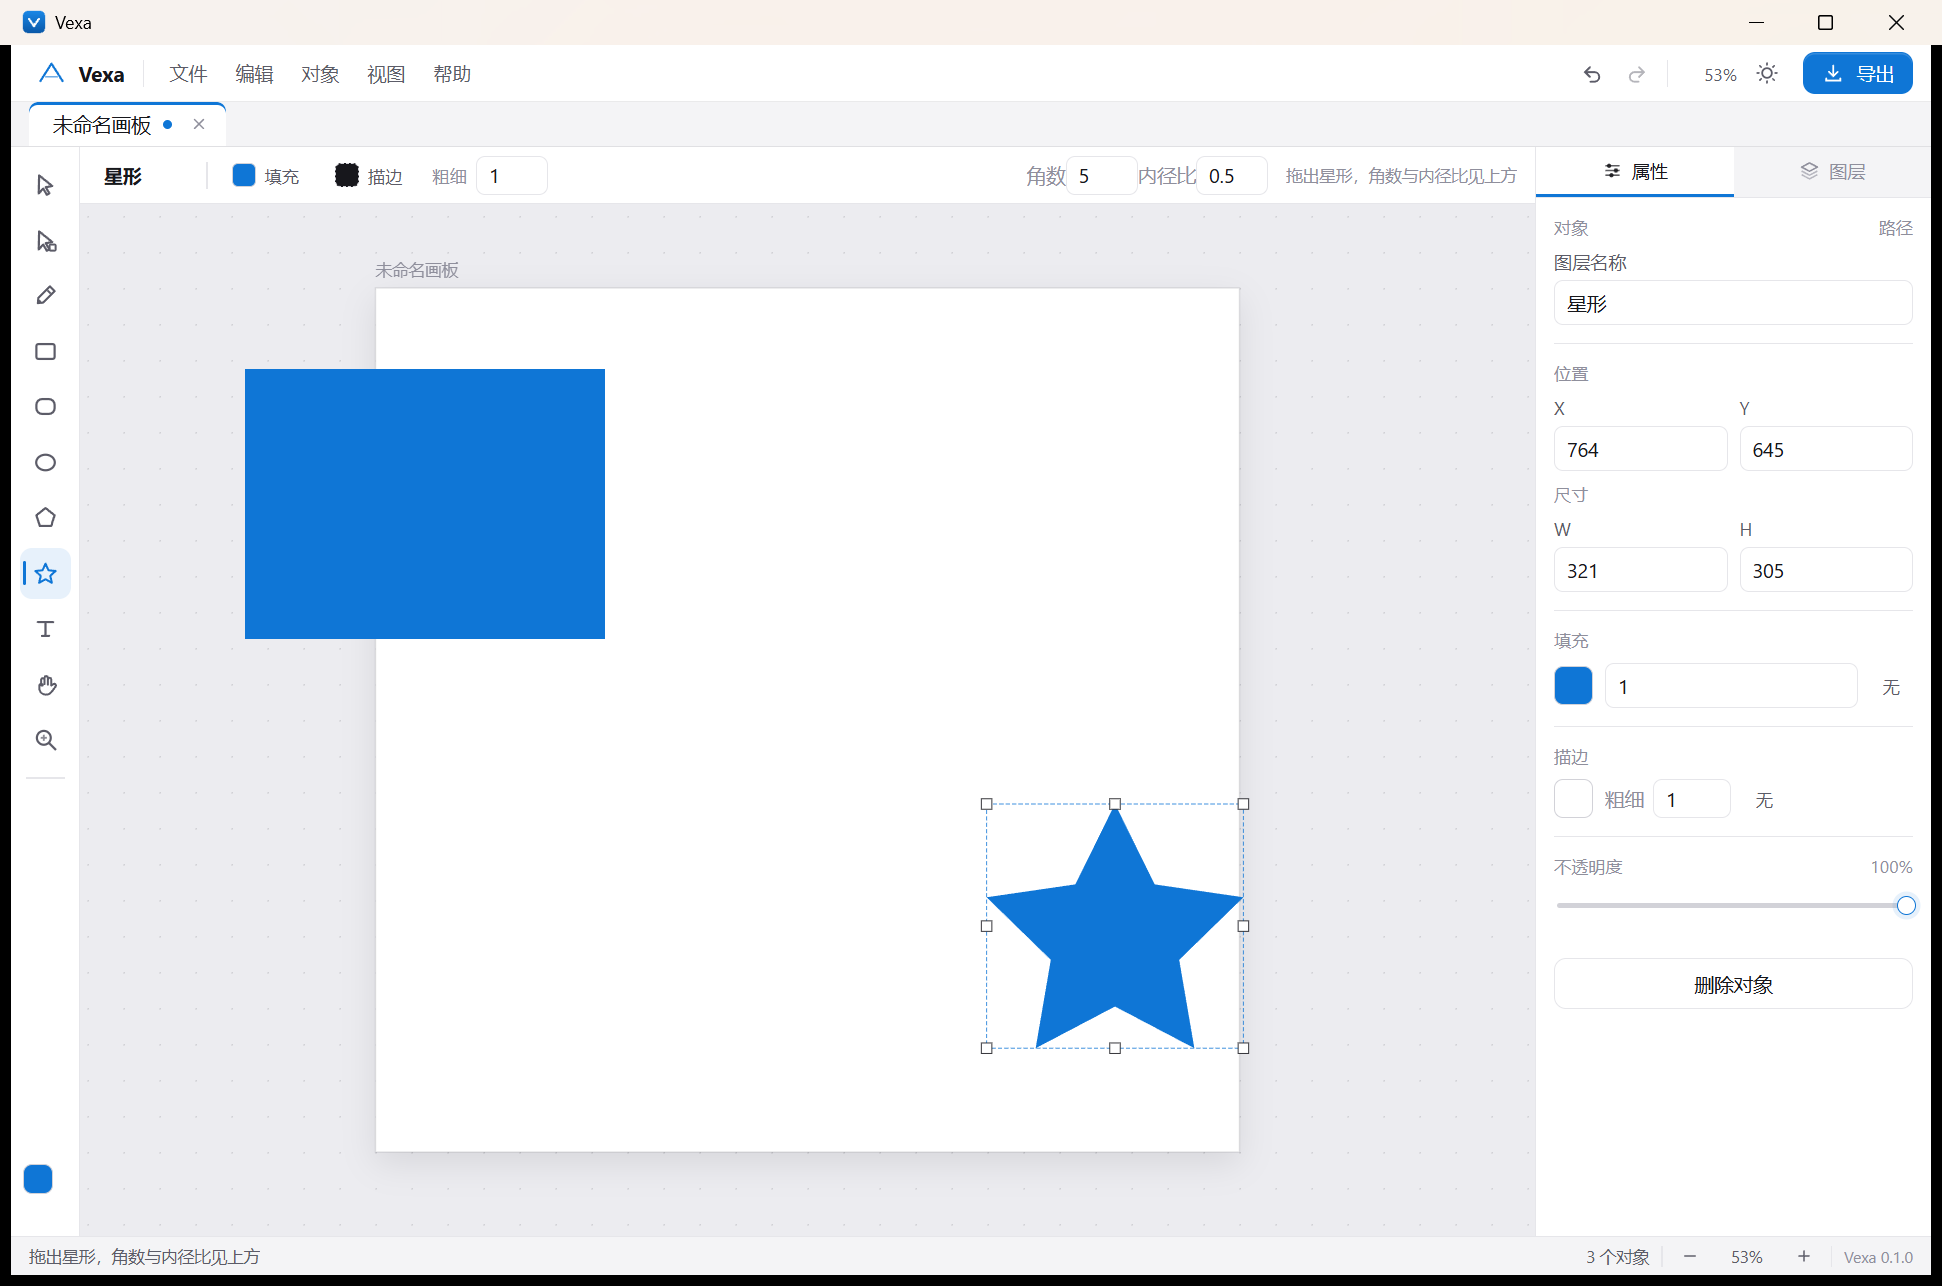 Vexa
Vexa 文件 编辑 对象 视图 帮助 53% 导出
未命名画板
星形 填充 描边 粗细 1 角数 5 内径比 0.5 拖出星形，角数与内径比见上方
属性 图层
未命名画板
对象 路径
图层名称
星形
位置
X Y
764 645
尺寸
W H
321 305
填充
1 无
描边
粗细 1 无
不透明度 100%
删除对象
拖出星形，角数与内径比见上方 3 个对象 53% Vexa 0.1.0